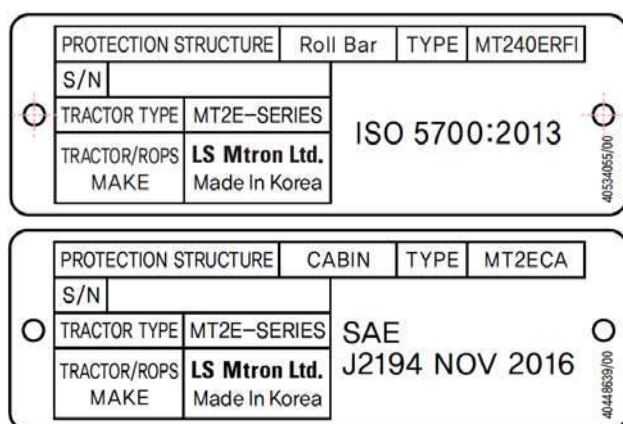 PROTECTION STRUCTURE Roll Bar TYPE MT240ERFI
S/N
TRACTOR TYPE MT2E-SERIES
ISO 5700:2013
TRACTOR/ROPS MAKE LS Mtron Ltd. Made In Korea
40534055/00
PROTECTION STRUCTURE CABIN TYPE MT2ECA
S/N
TRACTOR TYPE MT2E-SERIES
SAE
J2194 NOV 2016
TRACTOR/ROPS MAKE LS Mtron Ltd. Made In Korea
40448639/00